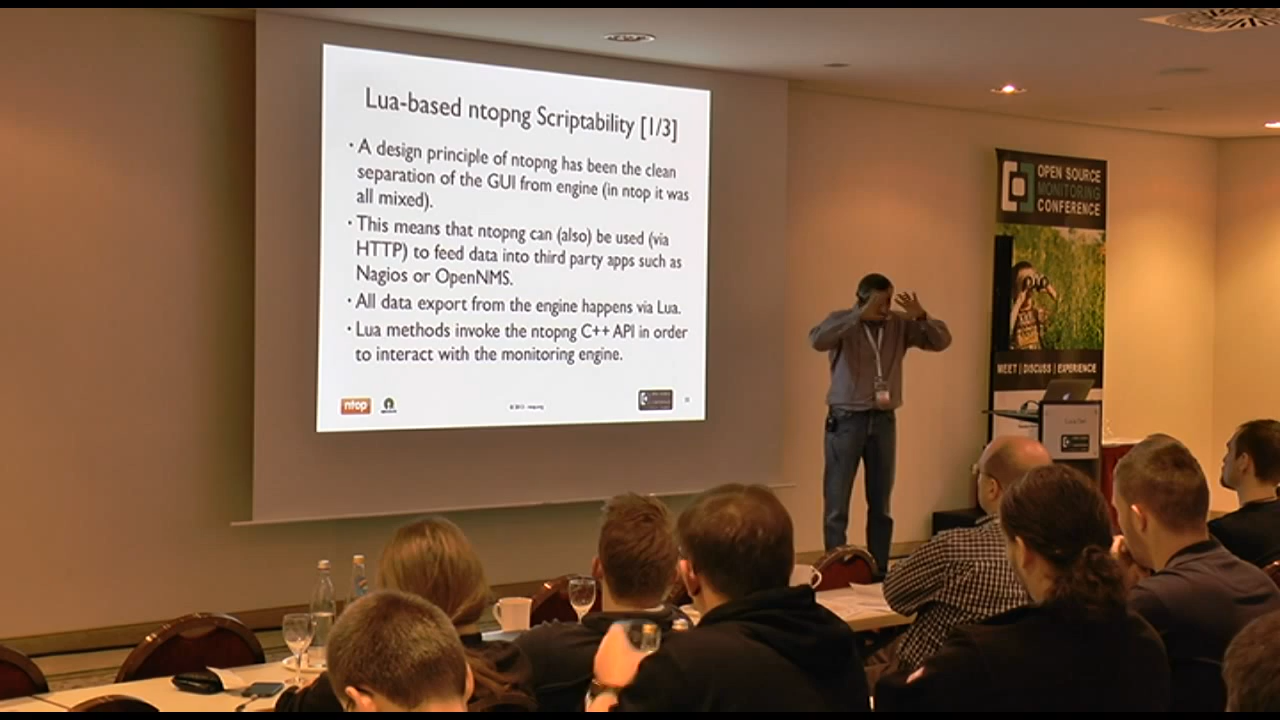 Lua-based ntopng Scriptability [1/3]
• A design principle of ntopng has been the clean
separation of the GUI from engine (in ntop it was
all mixed).
• This means that ntopng can (also) be used (via
HTTP) to feed data into third party apps such as
Nagios or OpenNMS.
• All data export from the engine happens via Lua.
• Lua methods invoke the ntopng C++ API in order
to interact with the monitoring engine.
ntop
OPEN SOURCE
MONITORING
CONFERENCE
MEET | DISCUSS | EXPERIENCE